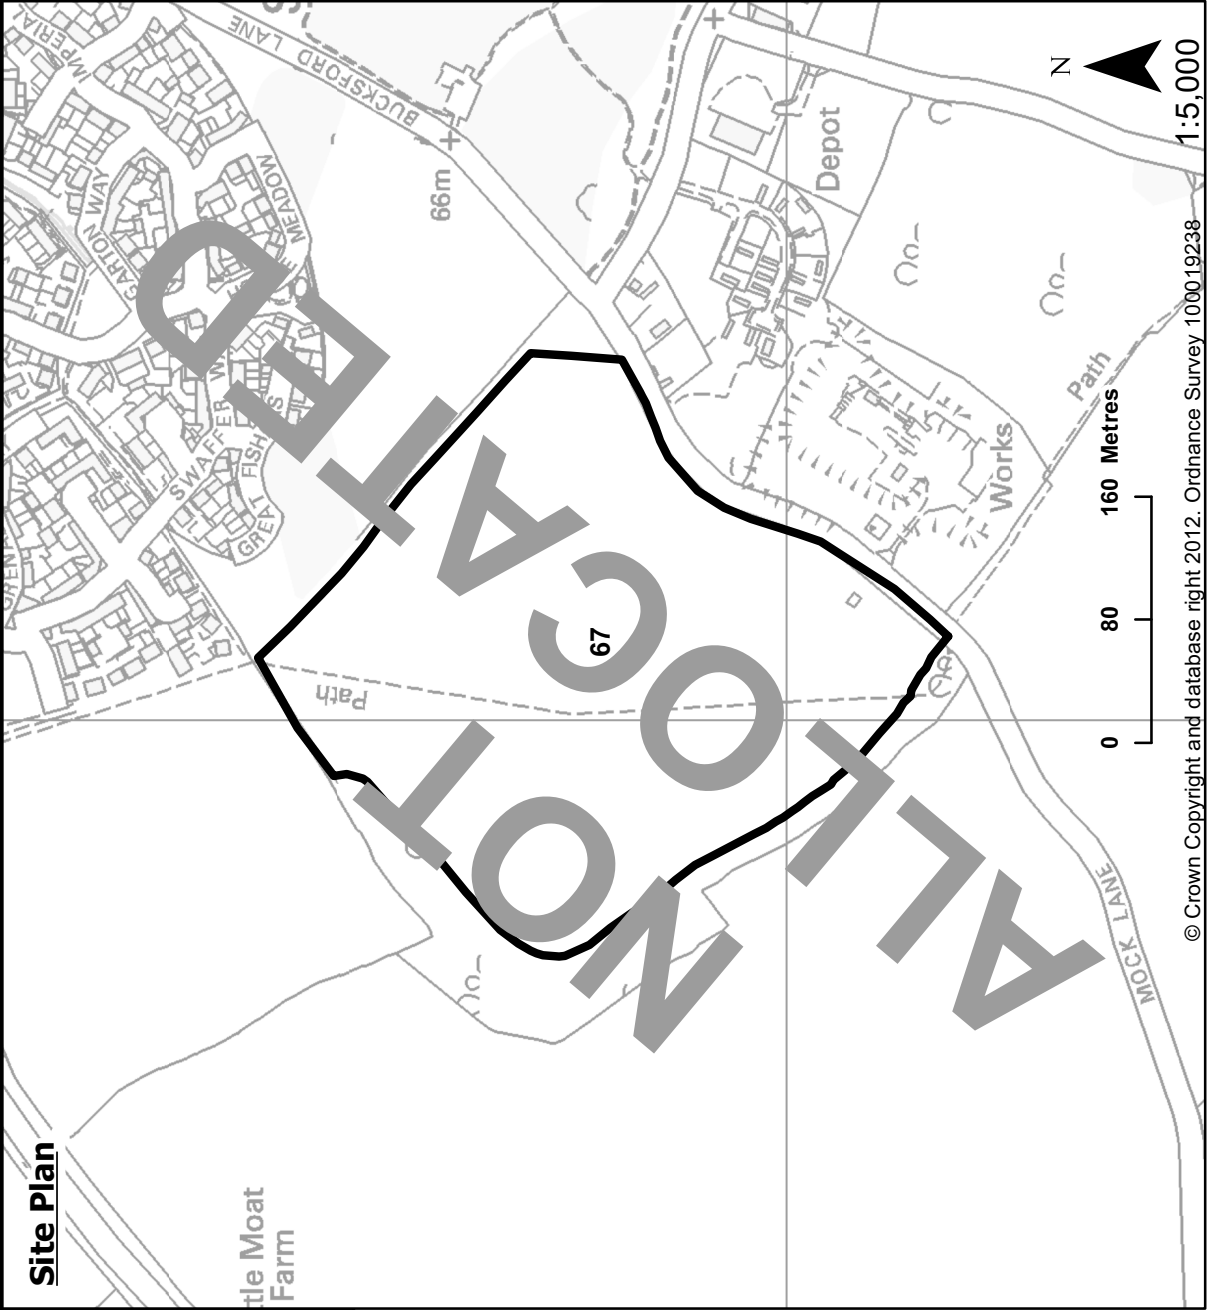 Site Plan
IMPERIAL
BUCKSFORD LANE
GARTON WAY
MEADOW
66m
SWAFFER W
FISH
GREAT
GRENA
Depot
Path
Works
Path
67
tle Moat
Farm
MOCK LANE
NOT
ALLOCATED
N
1:5,000
0 80 160 Metres
© Crown Copyright and database right 2012. Ordnance Survey 100019238